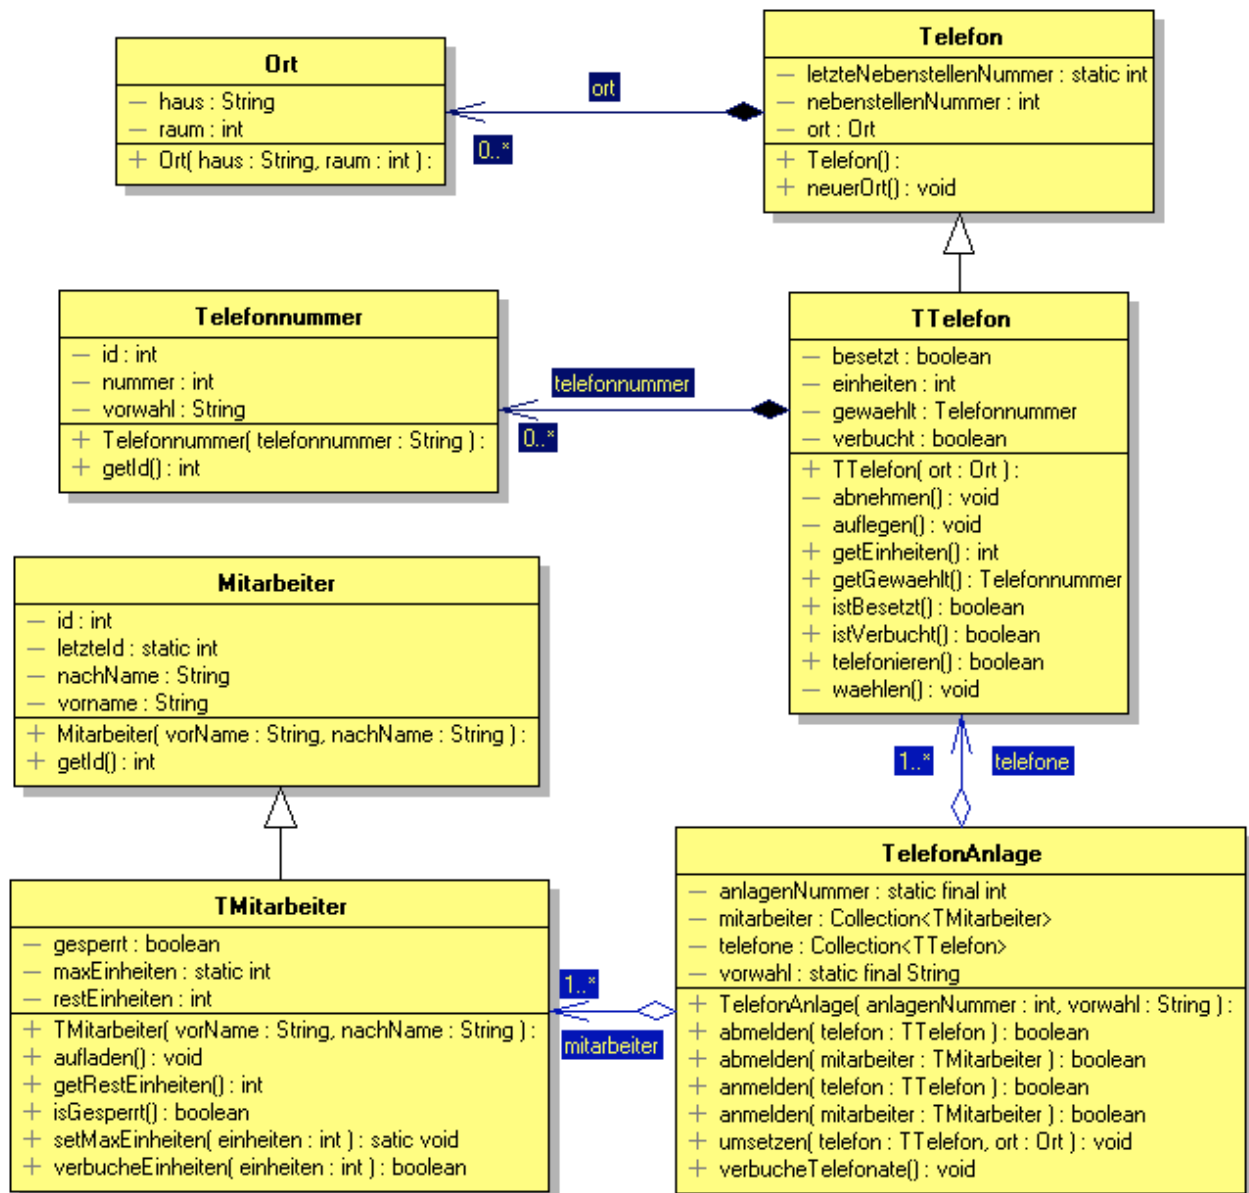 Ort
– haus : String
– raum : int
+ Ort( haus : String, raum : int ) :
ort
0..*
Telefon
– letzteNebenstellenNummer : static int
– nebenstellenNummer : int
– ort : Ort
+ Telefon() :
+ neuerOrt() : void
Telefonnummer
– id : int
– nummer : int
– vorwahl : String
+ Telefonnummer( telefonnummer : String ) :
+ getId() : int
telefonnummer
0..*
TTelefon
– besetzt : boolean
– einheiten : int
– gewaehlt : Telefonnummer
– verbucht : boolean
+ TTelefon( ort : Ort ) :
– abnehmen() : void
– auflegen() : void
+ getEinheiten() : int
+ getGewaehlt() : Telefonnummer
+ istBesetzt() : boolean
+ istVerbucht() : boolean
+ telefonieren() : boolean
– waehlen() : void
Mitarbeiter
– id : int
– letzteId : static int
– nachName : String
– vorname : String
+ Mitarbeiter( vorName : String, nachName : String ) :
+ getId() : int
1..*
telefone
TMitarbeiter
– gesperrt : boolean
– maxEinheiten : static int
– restEinheiten : int
+ TMitarbeiter( vorName : String, nachName : String ) :
+ aufladen() : void
+ getRestEinheiten() : int
+ isGesperrt() : boolean
+ setMaxEinheiten( einheiten : int ) : satic void
+ verbucheEinheiten( einheiten : int ) : boolean
1..*
mitarbeiter
TelefonAnlage
– anlagenNummer : static final int
– mitarbeiter : Collection<TMitarbeiter>
– telefone : Collection<TTelefon>
– vorwahl : static final String
+ TelefonAnlage( anlagenNummer : int, vorwahl : String ) :
+ abmelden( telefon : TTelefon ) : boolean
+ abmelden( mitarbeiter : TMitarbeiter ) : boolean
+ anmelden( telefon : TTelefon ) : boolean
+ anmelden( mitarbeiter : TMitarbeiter ) : boolean
+ umsetzen( telefon : TTelefon, ort : Ort ) : void
+ verbucheTelefonate() : void